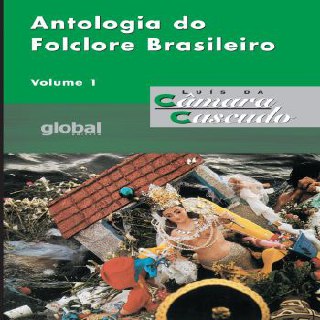 Antologia do
Folclore Brasileiro
Volume 1
LUÍS DA
Câmara
Cascudo
global